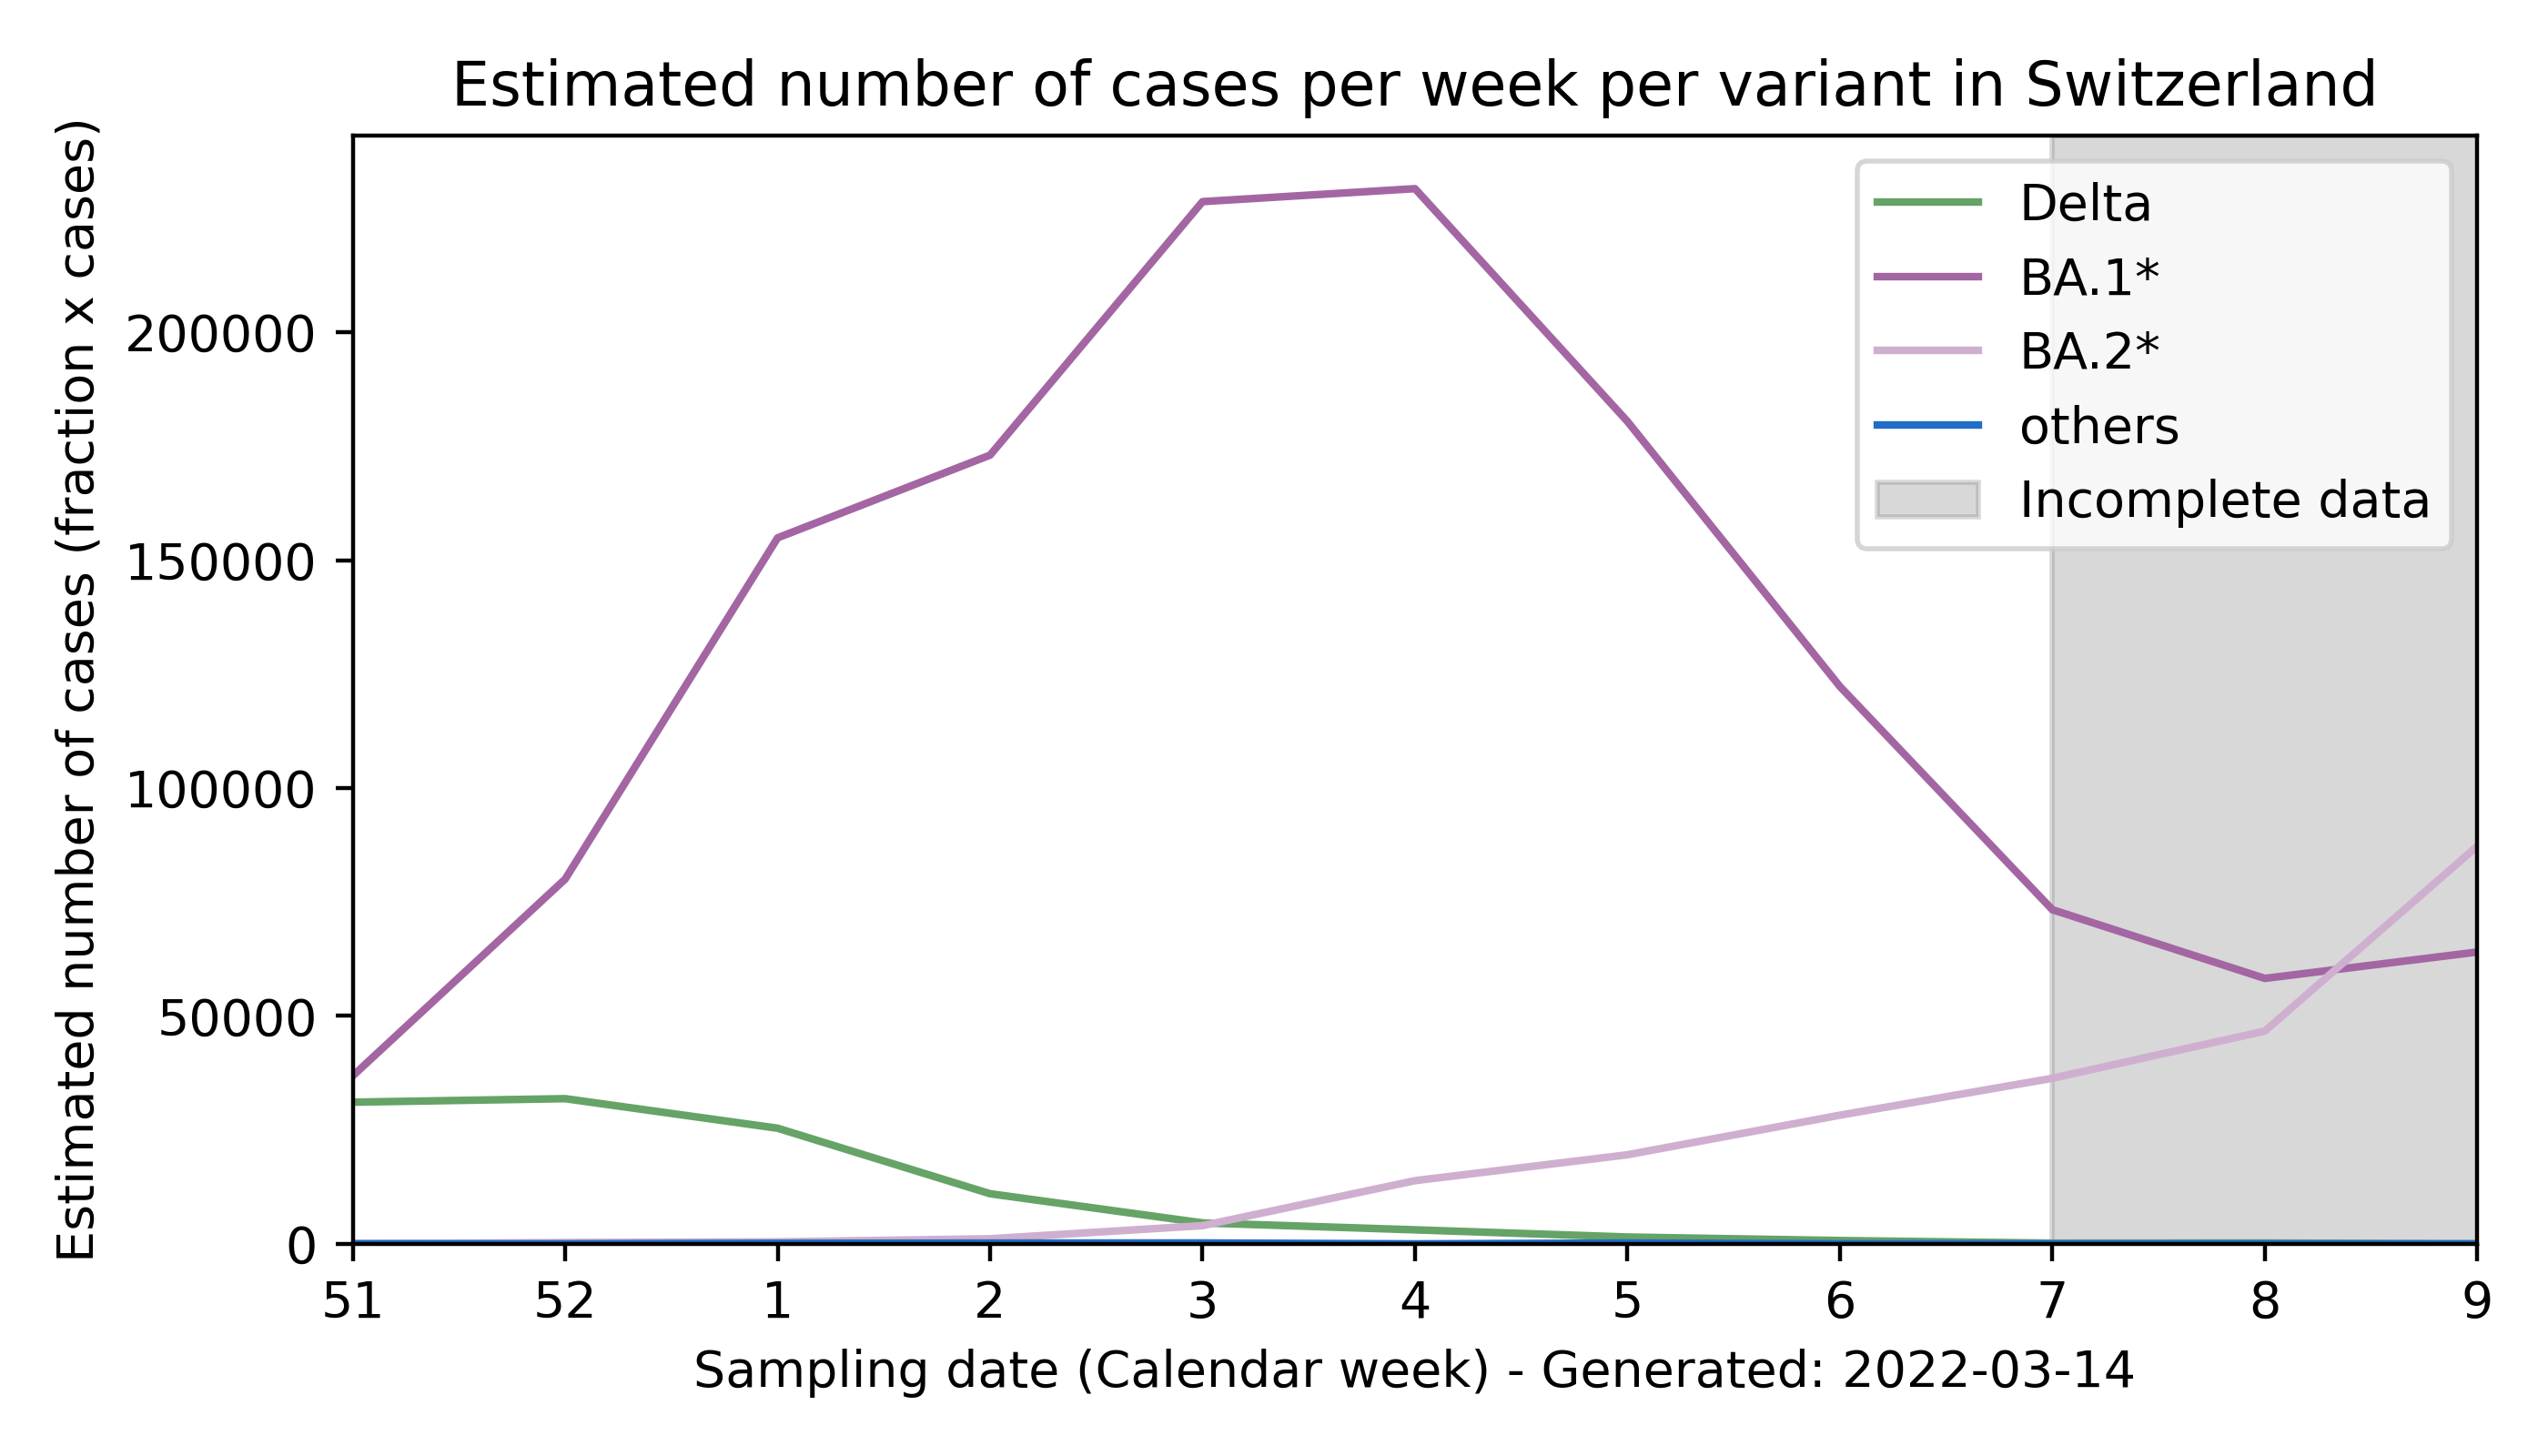 Estimated number of cases per week per variant in Switzerland
Estimated number of cases (fraction x cases)
200000
150000
100000
50000
0
Delta
BA.1*
BA.2*
others
Incomplete data
51 52 1 2 3 4 5 6 7 8 9
Sampling date (Calendar week) - Generated: 2022-03-14